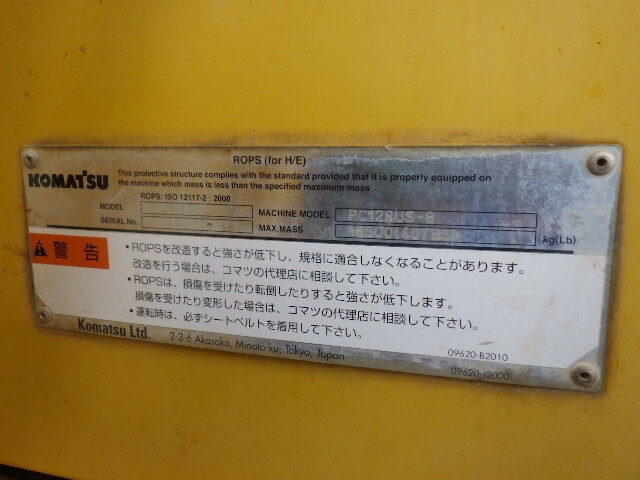 ROPS (for H/E)
KOMATSU
This protective structure complies with the standard provided that it is properly equipped on
the machine which mass is less than the specified maximum mass.
ROPS: ISO 12117-2 : 2008
MODEL
MACHINE MODEL PC128US-8
SERIAL No.
MAX.MASS kg(Lb)
警告
・ROPSを改造すると強さが低下し、規格に適合しなくなることがあります。
改造を行う場合は、コマツの代理店に相談して下さい。
・ROPSは、損傷を受けたり転倒したりすると強さが低下します。
損傷を受けたり変形した場合は、コマツの代理店に相談して下さい。
・運転時は、必ずシートベルトを着用して下さい。
Komatsu Ltd.
2-3-6 Akasaka, Minato-ku, Tokyo, Japan
09620-B2010
09620-J2000